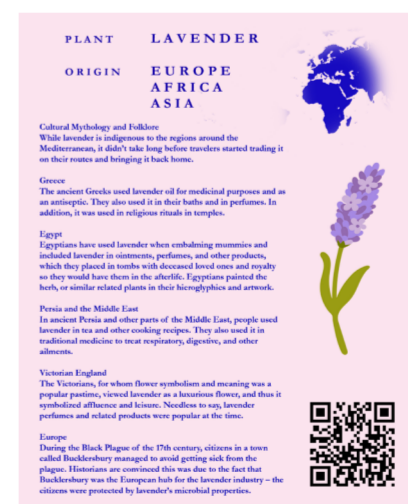 PLANT LAVENDER
ORIGIN EUROPE
AFRICA
ASIA
Cultural Mythology and Folklore
While lavender is indigenous to the regions around the
Mediterranean, it didn't take long before travelers started trading it
on their routes and bringing it back home.
Greece
The ancient Greeks used lavender oil for medicinal purposes and as
an antiseptic. They also used it in their baths and in perfumes. In
addition, it was used in religious rituals in temples.
Egypt
Egyptians have used lavender when embalming mummies and
included lavender in ointments, perfumes, and other products,
which they placed in tombs with deceased loved ones and royalty
so they would have them in the afterlife. Egyptians painted the
herb, or similar related plants in their hieroglyphics and artwork.
Persia and the Middle East
In ancient Persia and other parts of the Middle East, people used
lavender in tea and other cooking recipes. They also used it in
traditional medicine to treat respiratory, digestive, and other
ailments.
Victorian England
The Victorians, for whom flower symbolism and meaning was a
popular pastime, viewed lavender as a luxurious flower, and thus it
symbolized affluence and leisure. Needless to say, lavender
perfumes and related products were popular at the time.
Europe
During the Black Plague of the 17th century, citizens in a town
called Bucklersbury managed to avoid getting sick from the
plague. Historians are convinced this was due to the fact that
Bucklersbury was the European hub for the lavender industry – the
citizens were protected by lavender's microbial properties.